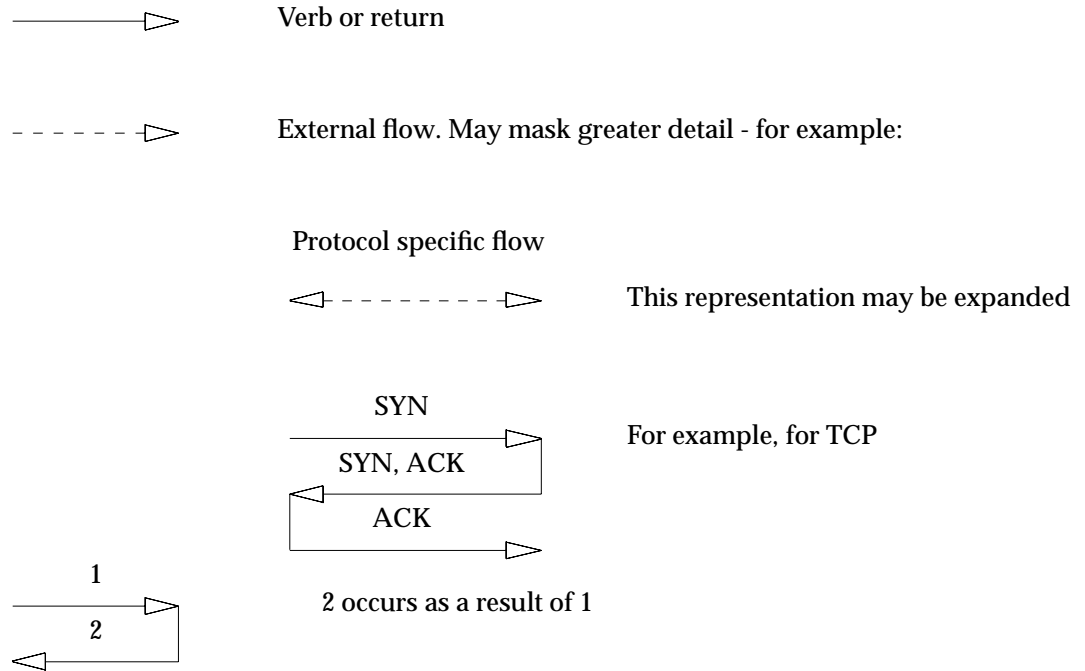 Verb or return
External flow. May mask greater detail - for example:
Protocol specific flow
This representation may be expanded
SYN
For example, for TCP
SYN, ACK
ACK
1
2 occurs as a result of 1
2